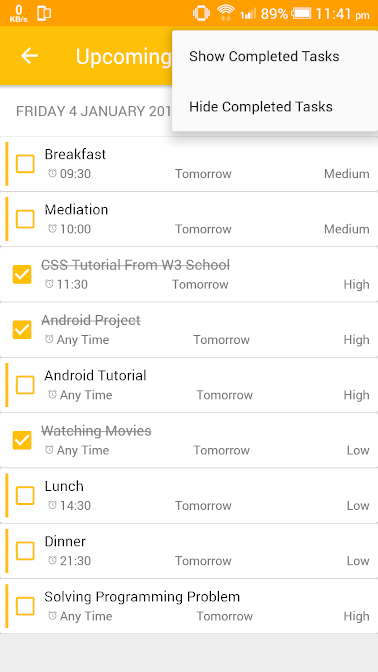 0 KB/s 89% 11:41 pm
Upcoming
Show Completed Tasks
Hide Completed Tasks
FRIDAY 4 JANUARY 201
Breakfast
09:30 Tomorrow Medium
Mediation
10:00 Tomorrow Medium
CSS Tutorial From W3 School
11:30 Tomorrow High
Android Project
Any Time Tomorrow High
Android Tutorial
Any Time Tomorrow High
Watching Movies
Any Time Tomorrow Low
Lunch
14:30 Tomorrow Low
Dinner
21:30 Tomorrow Low
Solving Programming Problem
Any Time Tomorrow High